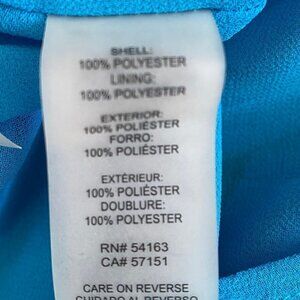 SHELL:
100% POLYESTER
LINING:
100% POLYESTER
EXTERIOR:
100% POLIÉSTER
FORRO:
100% POLIÉSTER
EXTÉRIEUR:
100% POLIÉSTER
DOUBLURE:
100% POLYESTER
RN# 54163
CA# 57151
CARE ON REVERSE
CUIDADO AL REVERSO